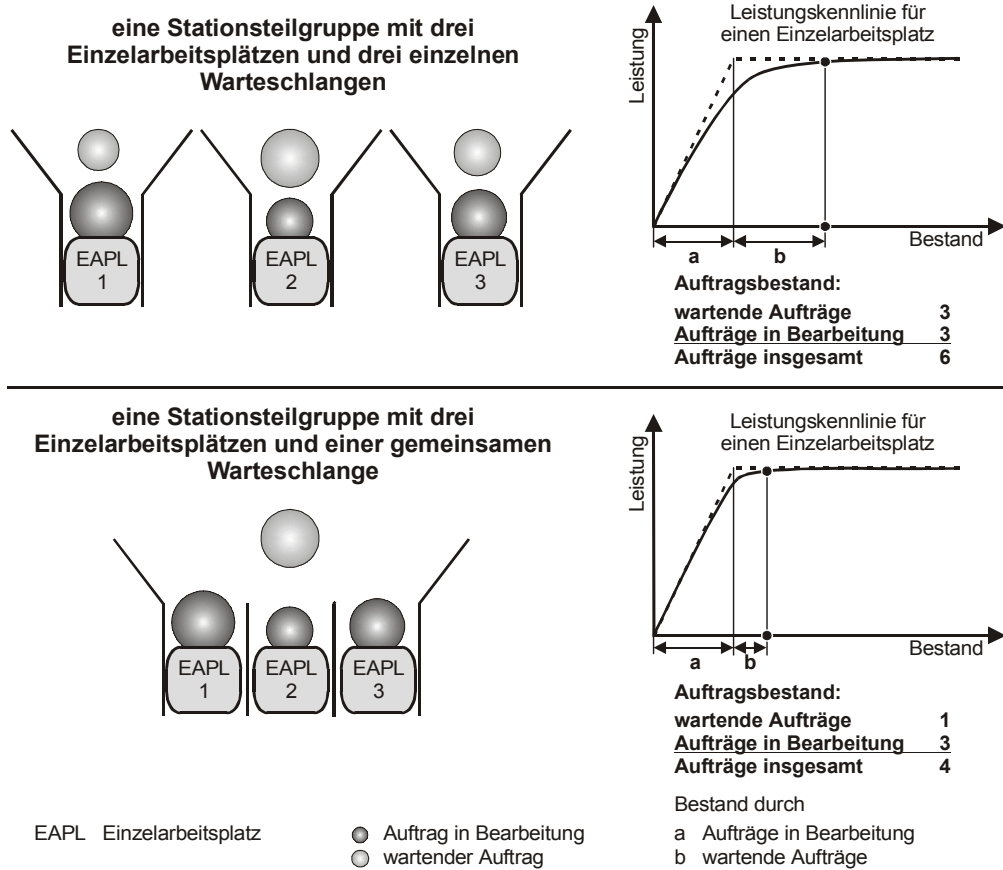 eine Stationsteilgruppe mit drei
Einzelarbeitsplätzen und drei einzelnen
Warteschlangen
EAPL
1
EAPL
2
EAPL
3
Leistungskennlinie für
einen Einzelarbeitsplatz
Leistung
Bestand
a
b
Auftragsbestand:
wartende Aufträge 3
Aufträge in Bearbeitung 3
Aufträge insgesamt 6
eine Stationsteilgruppe mit drei
Einzelarbeitsplätzen und einer gemeinsamen
Warteschlange
EAPL
1
EAPL
2
EAPL
3
Leistungskennlinie für
einen Einzelarbeitsplatz
Leistung
Bestand
a
b
Auftragsbestand:
wartende Aufträge 1
Aufträge in Bearbeitung 3
Aufträge insgesamt 4
EAPL Einzelarbeitsplatz
Auftrag in Bearbeitung
wartender Auftrag
Bestand durch
a Aufträge in Bearbeitung
b wartende Aufträge